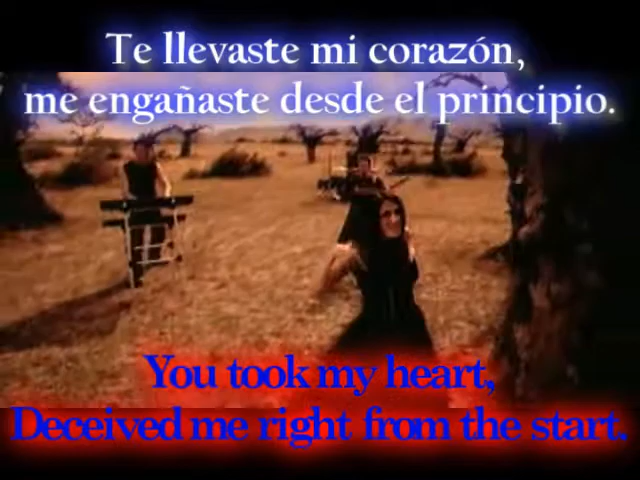 Te llevaste mi corazón,
me engañaste desde el principio.
You took my heart,
Deceived me right from the start.